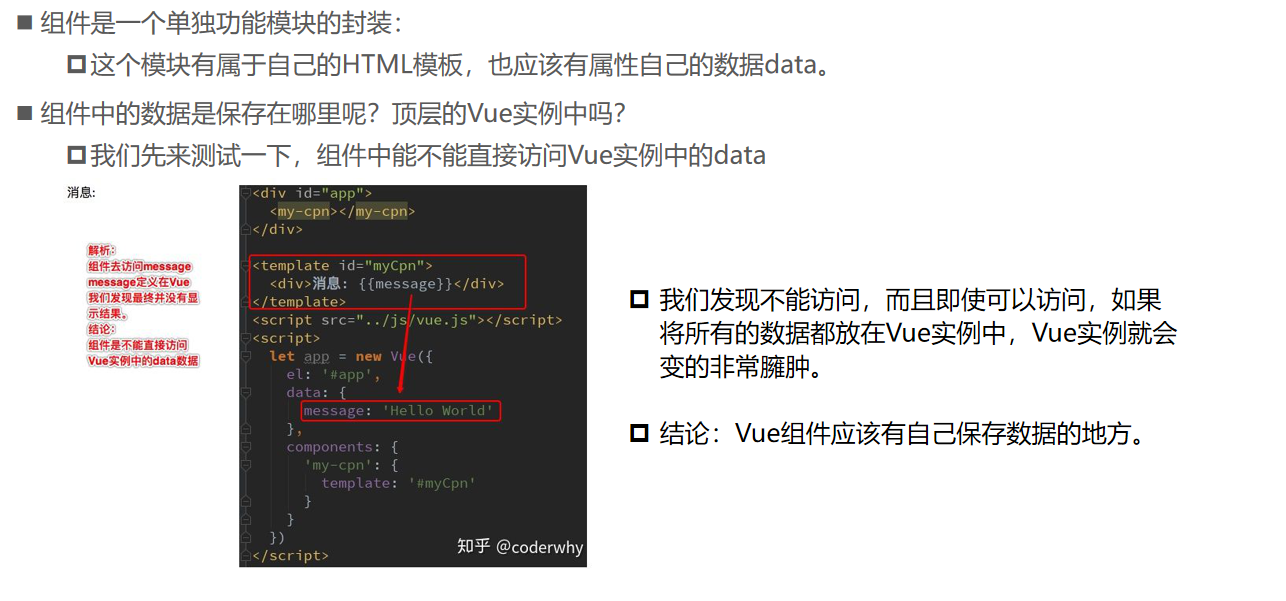 组件是一个单独功能模块的封装：
这个模块有属于自己的HTML模板，也应该有属性自己的数据data。
组件中的数据是保存在哪里呢？顶层的Vue实例中吗？
我们先来测试一下，组件中能不能直接访问Vue实例中的data
消息:
解析：
组件去访问message
message定义在Vue
我们发现最终并没有显
示结果。
结论：
组件是不能直接访问
Vue实例中的data数据
<div id="app">
<my-cpn></my-cpn>
</div>
<template id="myCpn">
<div>消息: {{message}}</div>
</template>
<script src="../js/vue.js"></script>
<script>
let app = new Vue({
el: '#app',
data: {
message: 'Hello World'
},
components: {
'my-cpn': {
template: '#myCpn'
}
}
})
</script>
知乎 @coderwhy
我们发现不能访问，而且即使可以访问，如果
将所有的数据都放在Vue实例中，Vue实例就会
变的非常臃肿。
结论：Vue组件应该有自己保存数据的地方。